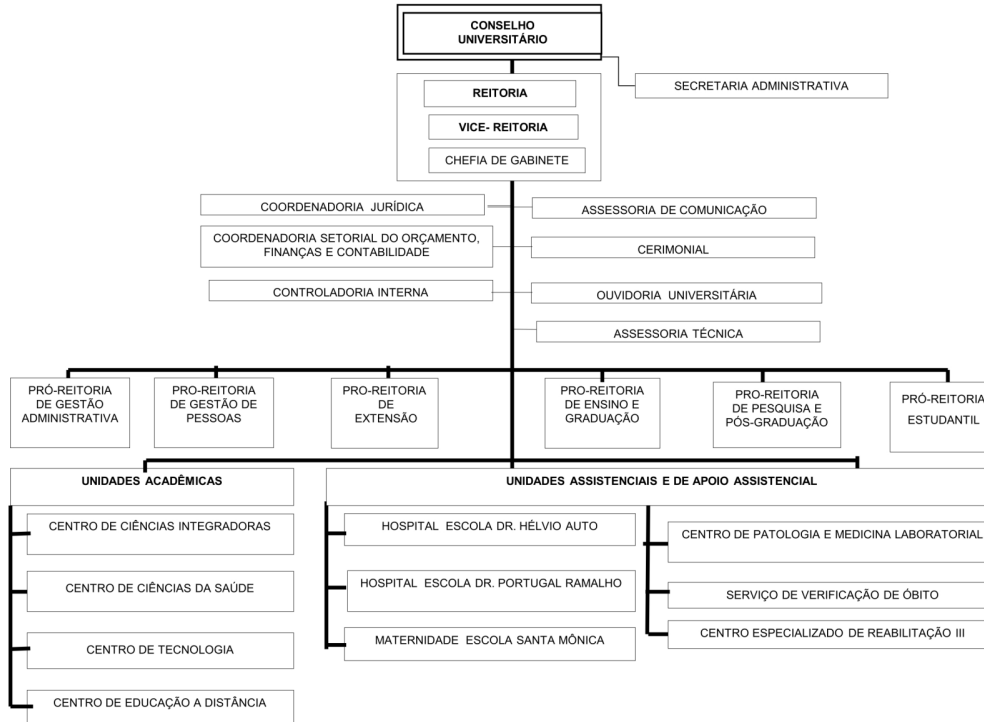 CONSELHO
UNIVERSITÁRIO
SECRETARIA ADMINISTRATIVA
REITORIA
VICE- REITORIA
CHEFIA DE GABINETE
COORDENADORIA JURÍDICA
ASSESSORIA DE COMUNICAÇÃO
COORDENADORIA SETORIAL DO ORÇAMENTO,
FINANÇAS E CONTABILIDADE
CERIMONIAL
CONTROLADORIA INTERNA
OUVIDORIA UNIVERSITÁRIA
ASSESSORIA TÉCNICA
PRÓ-REITORIA
DE GESTÃO
ADMINISTRATIVA
PRO-REITORIA
DE GESTÃO DE
PESSOAS
PRO-REITORIA
DE
EXTENSÃO
PRO-REITORIA
DE ENSINO E
GRADUAÇÃO
PRO-REITORIA
DE PESQUISA E
PÓS-GRADUAÇÃO
PRÓ-REITORIA
ESTUDANTIL
UNIDADES ACADÊMICAS
CENTRO DE CIÊNCIAS INTEGRADORAS
CENTRO DE CIÊNCIAS DA SAÚDE
CENTRO DE TECNOLOGIA
CENTRO DE EDUCAÇÃO A DISTÂNCIA
UNIDADES ASSISTENCIAIS E DE APOIO ASSISTENCIAL
HOSPITAL ESCOLA DR. HÉLVIO AUTO
HOSPITAL ESCOLA DR. PORTUGAL RAMALHO
MATERNIDADE ESCOLA SANTA MÔNICA
CENTRO DE PATOLOGIA E MEDICINA LABORATORIAL
SERVIÇO DE VERIFICAÇÃO DE ÓBITO
CENTRO ESPECIALIZADO DE REABILITAÇÃO III